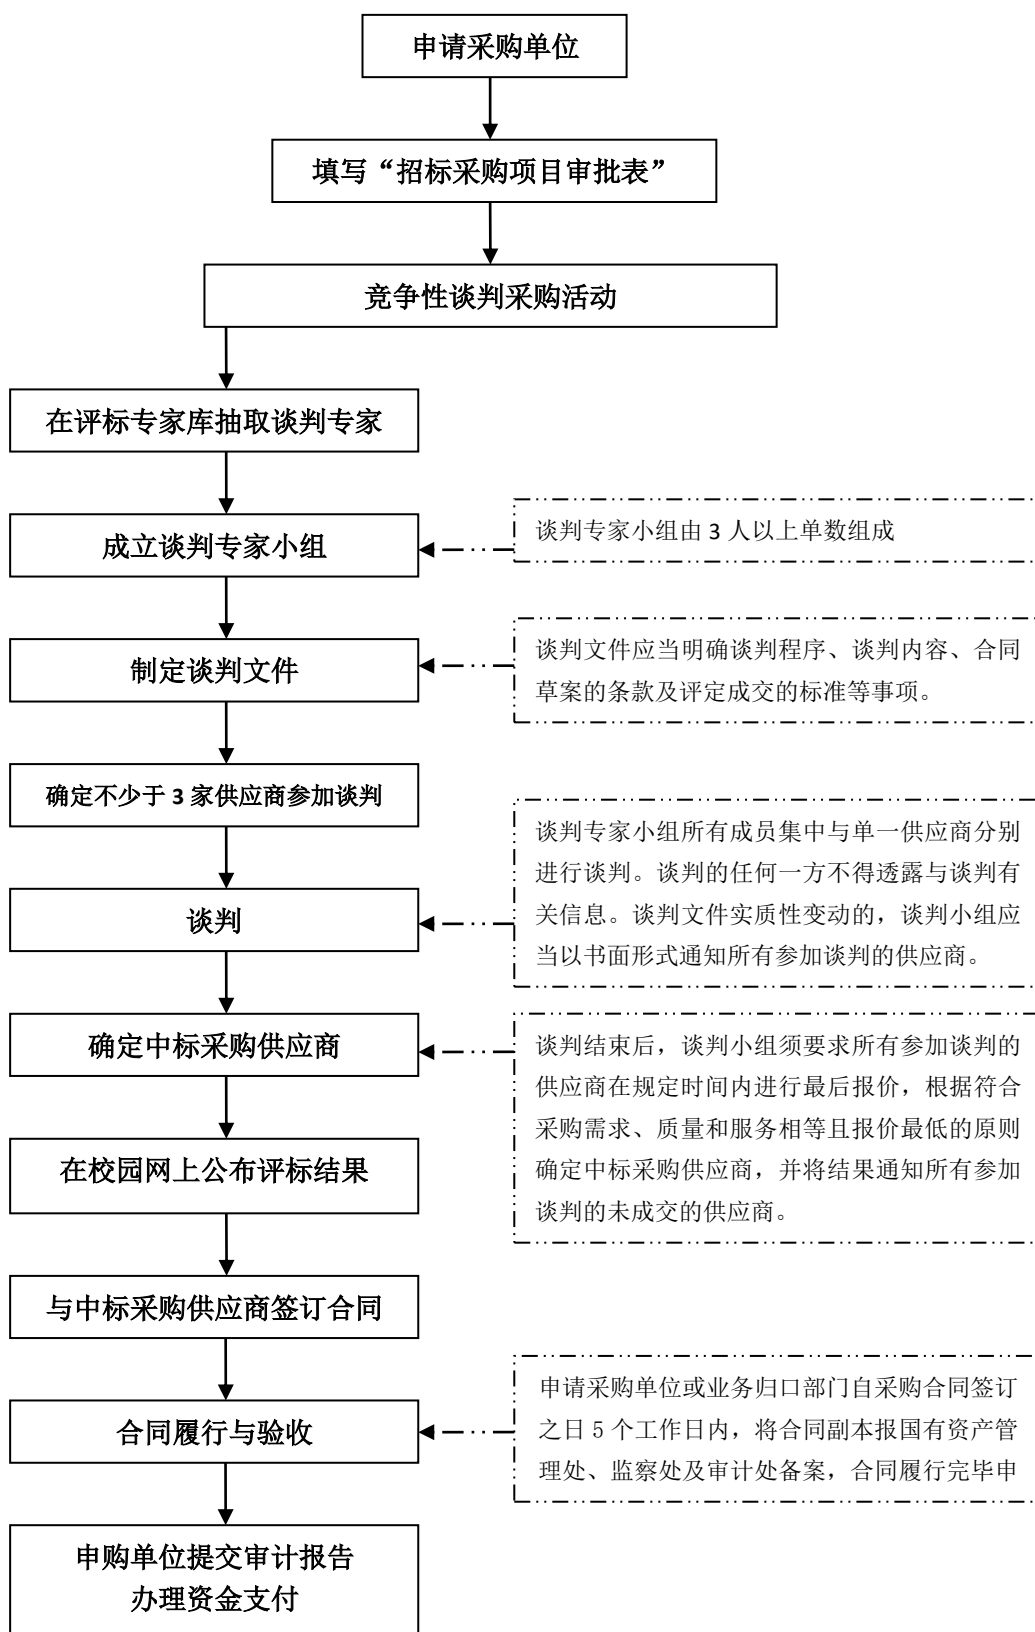 申请采购单位
填写“招标采购项目审批表”
竞争性谈判采购活动
在评标专家库抽取谈判专家
成立谈判专家小组
谈判专家小组由 3 人以上单数组成
制定谈判文件
谈判文件应当明确谈判程序、谈判内容、合同
草案的条款及评定成交的标准等事项。
确定不少于 3 家供应商参加谈判
谈判
谈判专家小组所有成员集中与单一供应商分别
进行谈判。谈判的任何一方不得透露与谈判有
关信息。谈判文件实质性变动的，谈判小组应
当以书面形式通知所有参加谈判的供应商。
确定中标采购供应商
谈判结束后，谈判小组须要求所有参加谈判的
供应商在规定时间内进行最后报价，根据符合
采购需求、质量和服务相等且报价最低的原则
确定中标采购供应商，并将结果通知所有参加
谈判的未成交的供应商。
在校园网上公布评标结果
与中标采购供应商签订合同
合同履行与验收
申请采购单位或业务归口部门自采购合同签订
之日 5 个工作日内，将合同副本报国有资产管
理处、监察处及审计处备案，合同履行完毕申
申购单位提交审计报告
办理资金支付